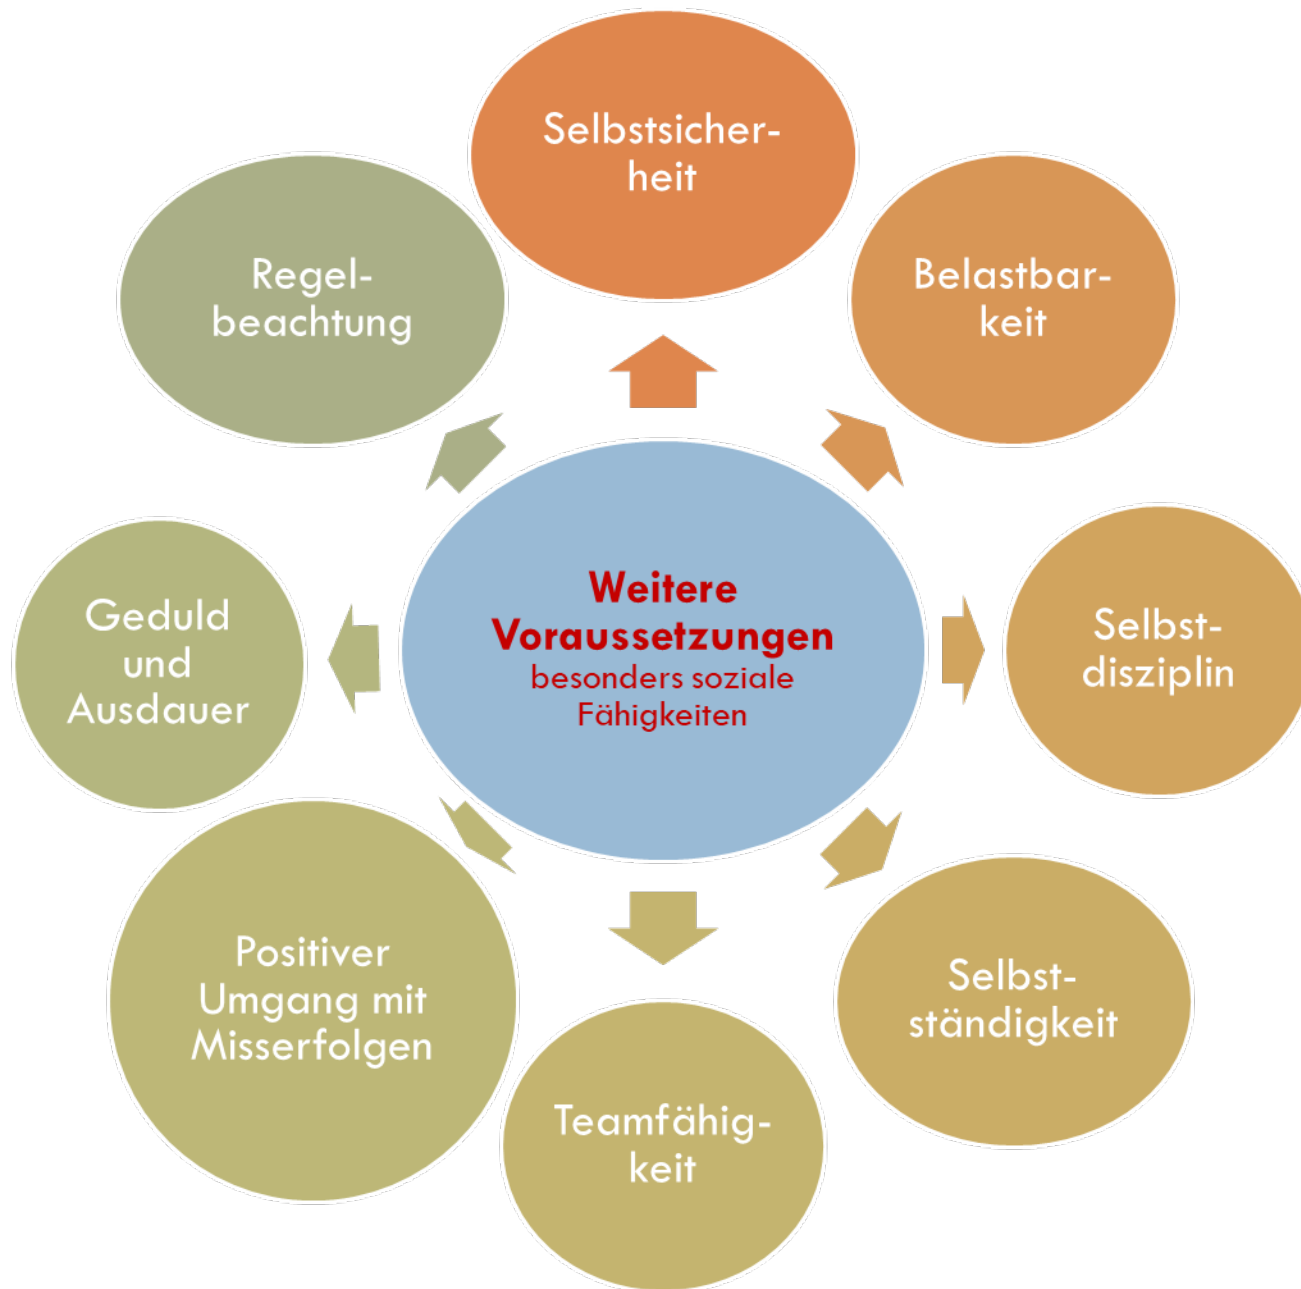 Selbstsicher-
heit
Belastbar-
keit
Selbst-
disziplin
Selbst-
ständigkeit
Teamfähig-
keit
Positiver
Umgang mit
Misserfolgen
Geduld
und
Ausdauer
Regel-
beachtung
Weitere
Voraussetzungen
besonders soziale
Fähigkeiten